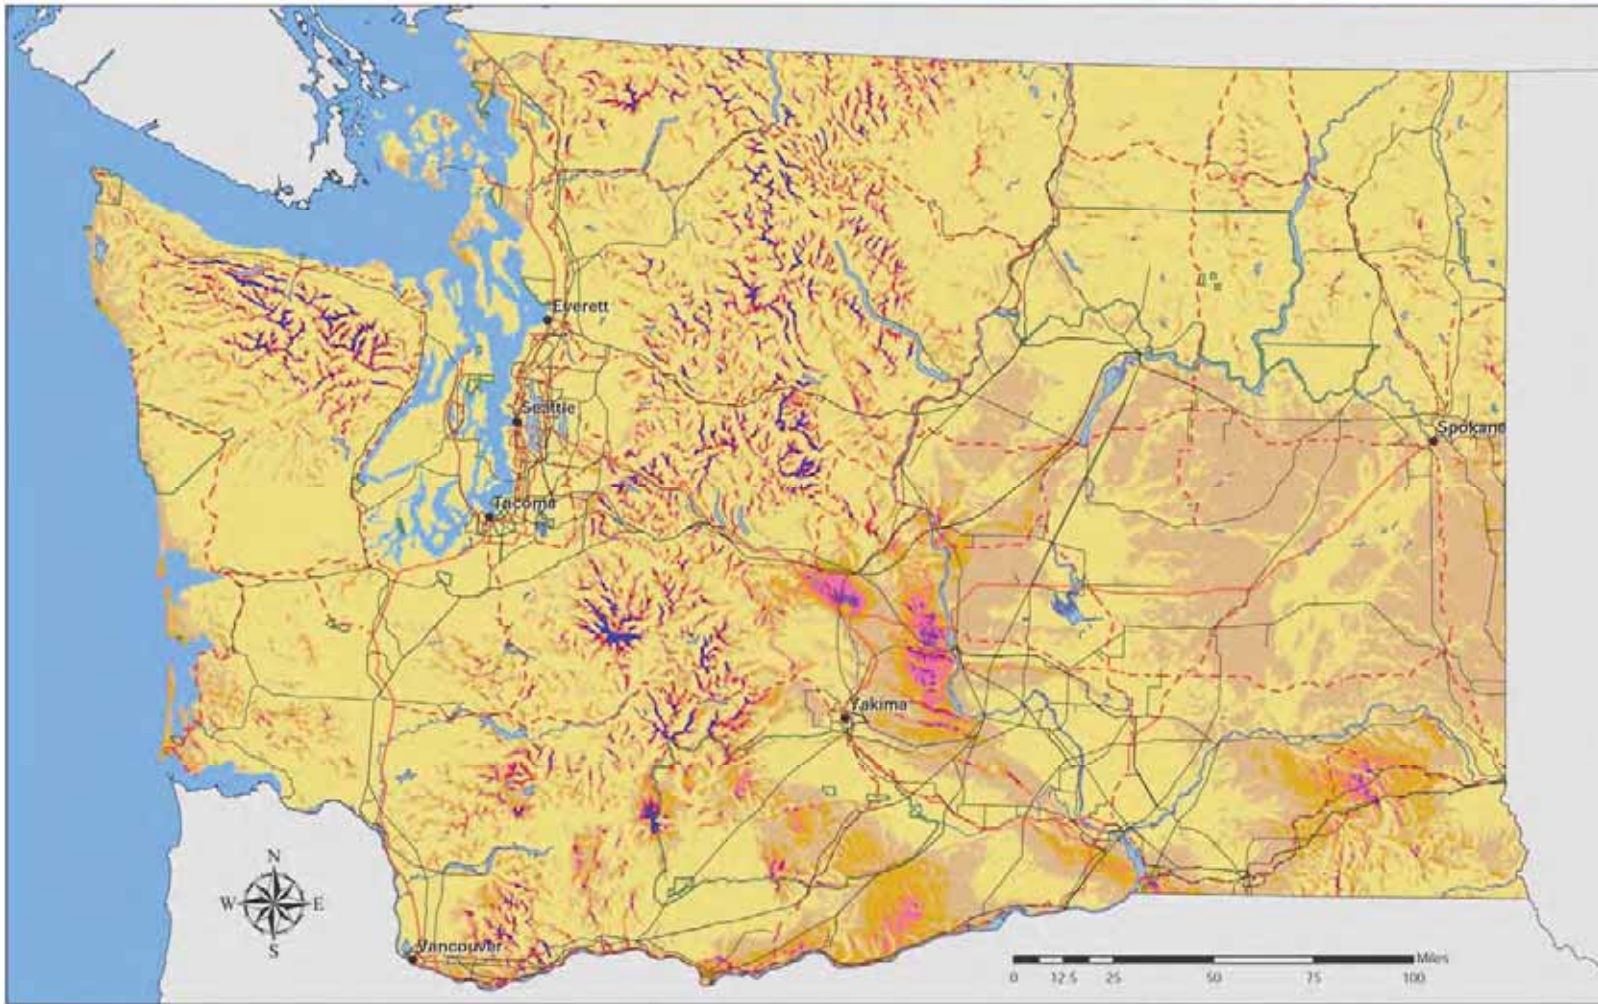 Everett
Seattle
Spokane
Tacoma
Yakima
N
W E
S
Vancouver
Miles
0 12.5 25 50 75 100